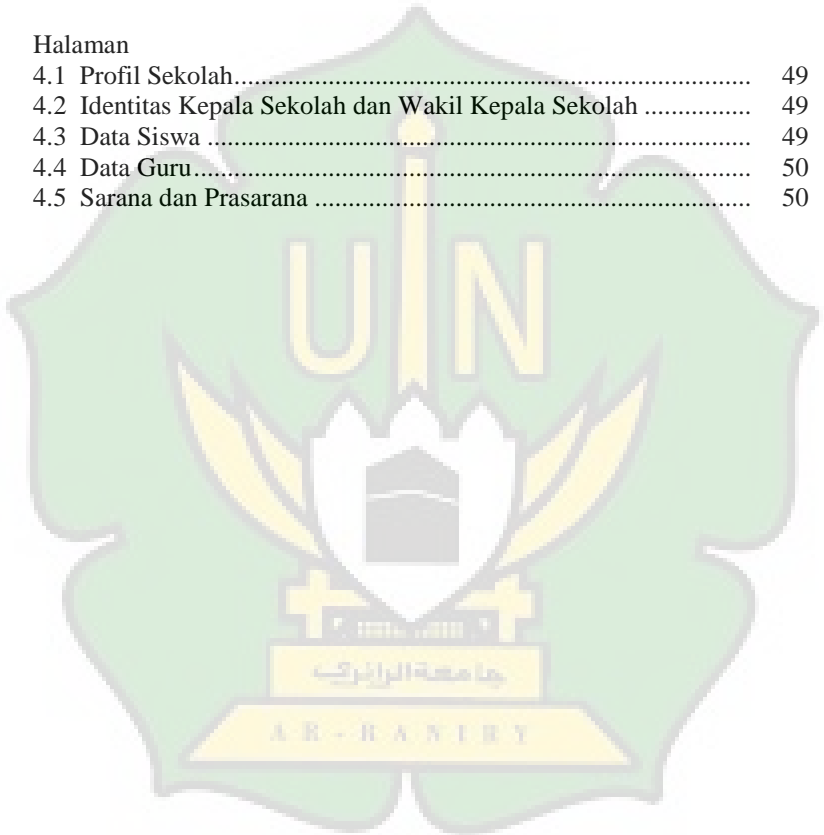 Halaman
4.1 Profil Sekolah................................................................................ 49
4.2 Identitas Kepala Sekolah dan Wakil Kepala Sekolah ................ 49
4.3 Data Siswa .................................................................................... 49
4.4 Data Guru...................................................................................... 50
4.5 Sarana dan Prasarana ................................................................... 50
UIN
جامعة الرانري
AR-RANIRY